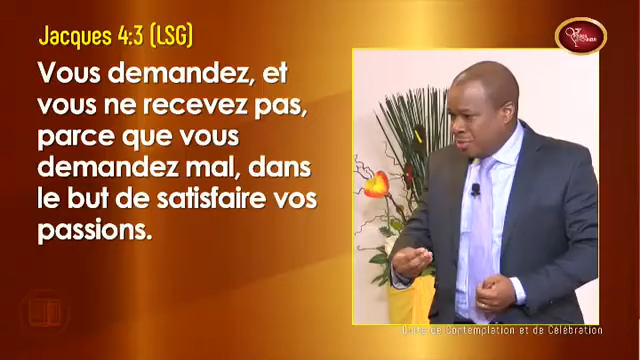 Jacques 4:3 (LSG)
Vous demandez, et
vous ne recevez pas,
parce que vous
demandez mal, dans
le but de satisfaire vos
passions.
de Contemplation et de Célébration